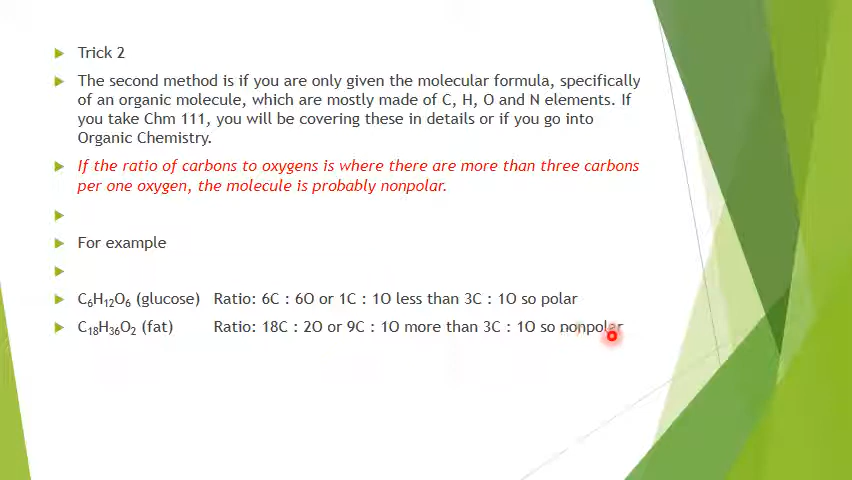 Trick 2
The second method is if you are only given the molecular formula, specifically
of an organic molecule, which are mostly made of C, H, O and N elements. If
you take Chm 111, you will be covering these in details or if you go into
Organic Chemistry.
If the ratio of carbons to oxygens is where there are more than three carbons
per one oxygen, the molecule is probably nonpolar.
For example
C₆H₁₂O₆ (glucose) Ratio: 6C : 6O or 1C : 1O less than 3C : 1O so polar
C₁₈H₃₆O₂ (fat) Ratio: 18C : 2O or 9C : 1O more than 3C : 1O so nonpolar